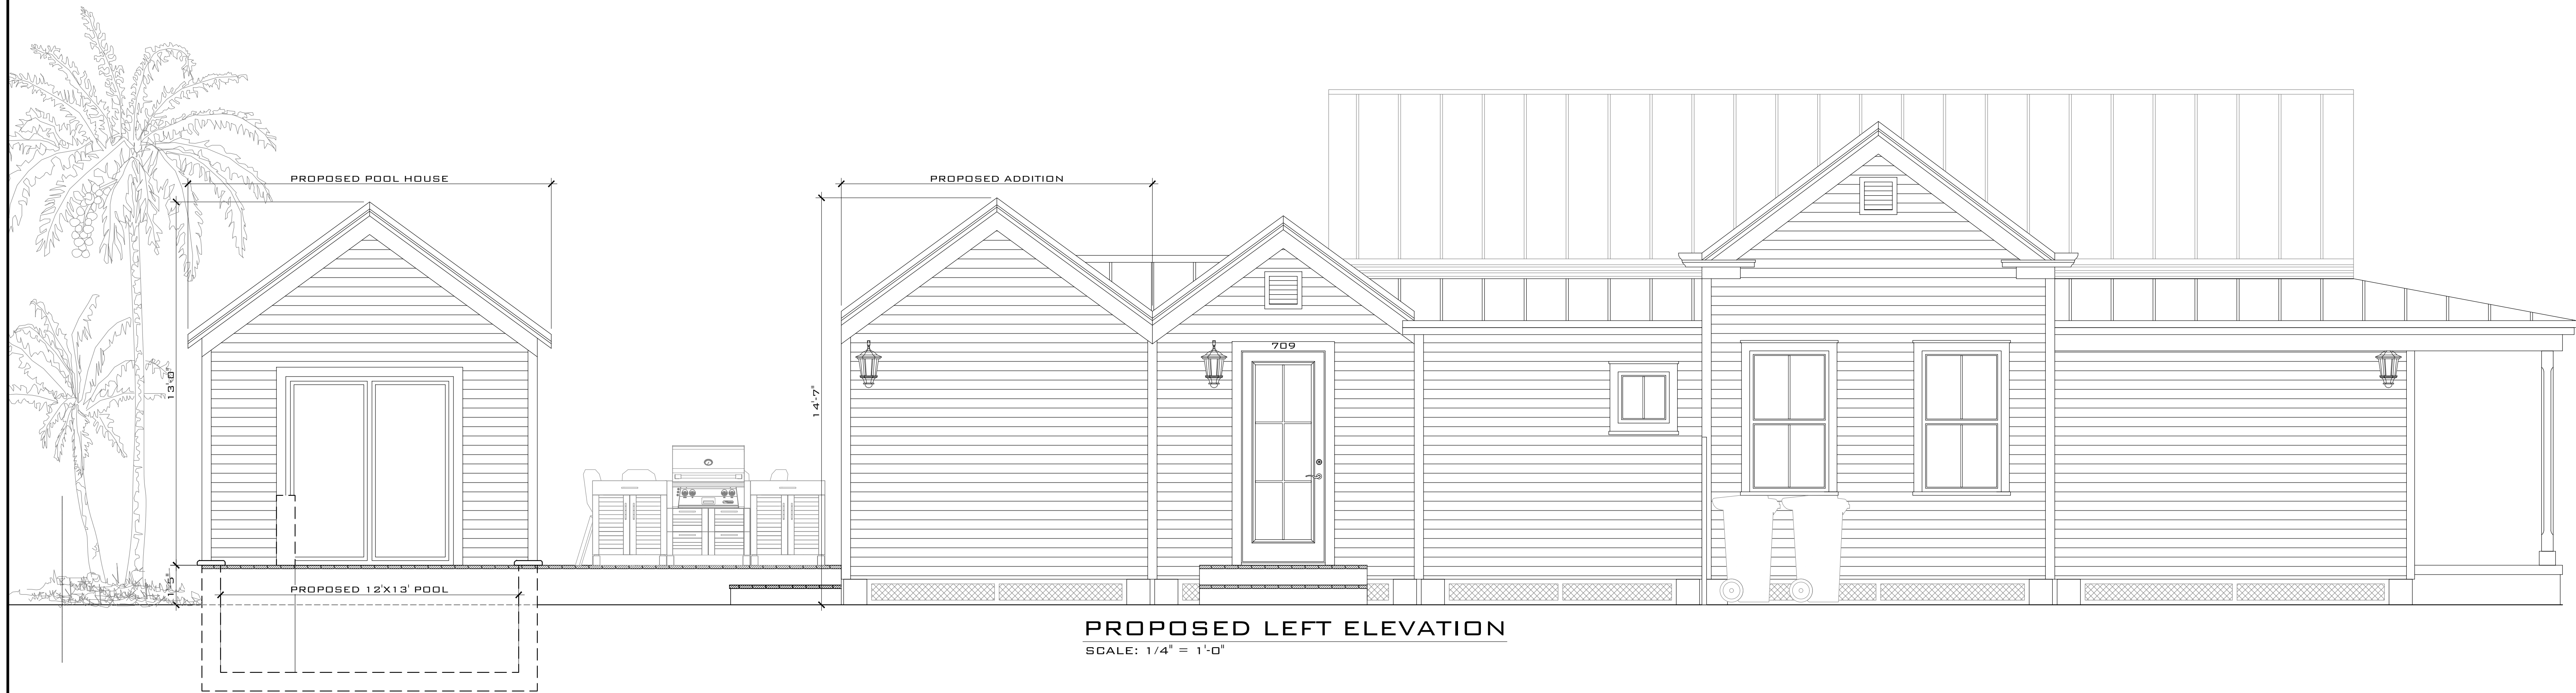 PROPOSED POOL HOUSE
PROPOSED ADDITION
709
13'-0"
14'-7"
1'-5"
PROPOSED 12'X13' POOL
PROPOSED LEFT ELEVATION
SCALE: 1/4" = 1'-0"